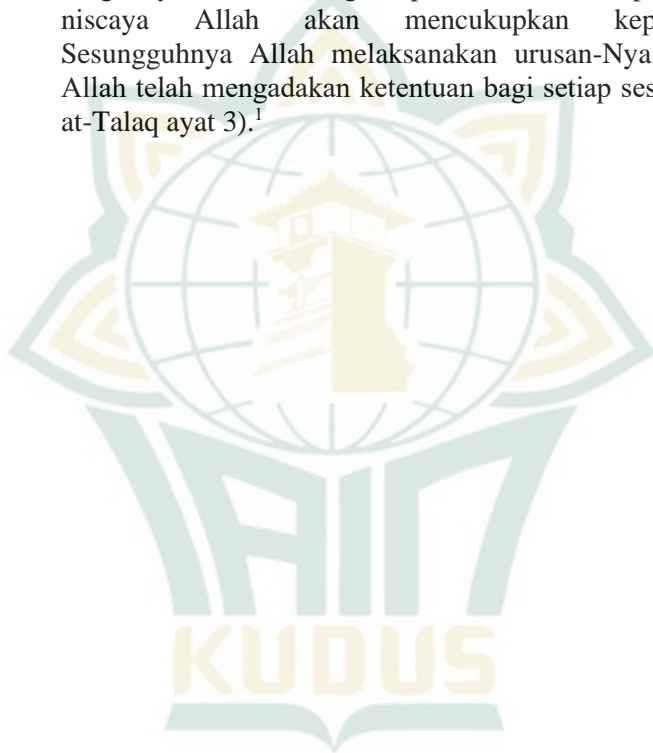 niscaya Allah akan mencukupkan kep
Sesungguhnya Allah melaksanakan urusan-Nya
Allah telah mengadakan ketentuan bagi setiap ses
at-Talaq ayat 3).1
IAIN
KUDUS